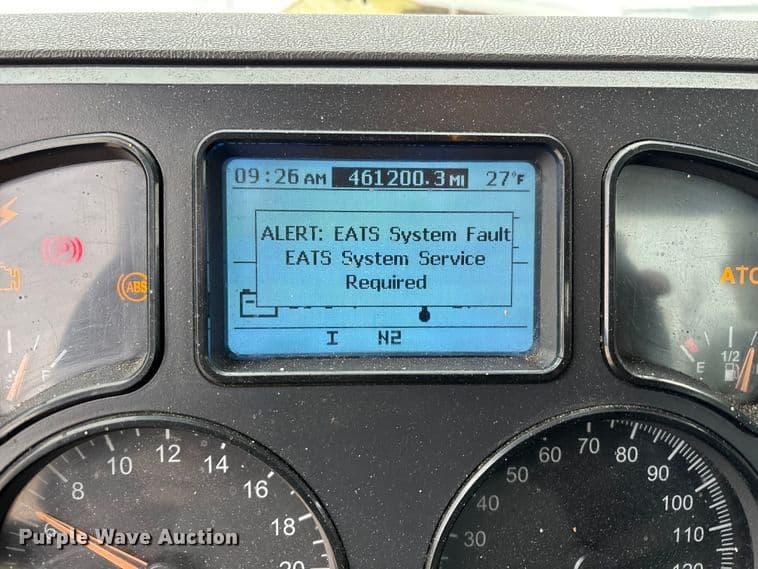 09:26 AM 461200.3 MI 27°F
ALERT: EATS System Fault
EATS System Service
Required
I N2
ABS
P
ATC
E 1/2
F
6 8 10 12 14 16 18 20
30 40 50 60 70 80 90 100 110 120
Purple Wave Auction